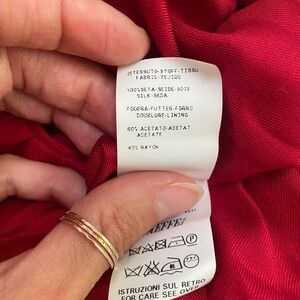 TESSUTO-STOFF-TISSU
FABRIC-TEJIDO
100%SETA-SEIDE-SOIE
SILK-SEDA
FODERA-FUTTER-FORRO
DOUBLURE-LINING
60% ACETATO-ACETAT
ACETATE
40% RAYON
P
ISTRUZIONI SUL RETRO
FOR CARE SEE OVER